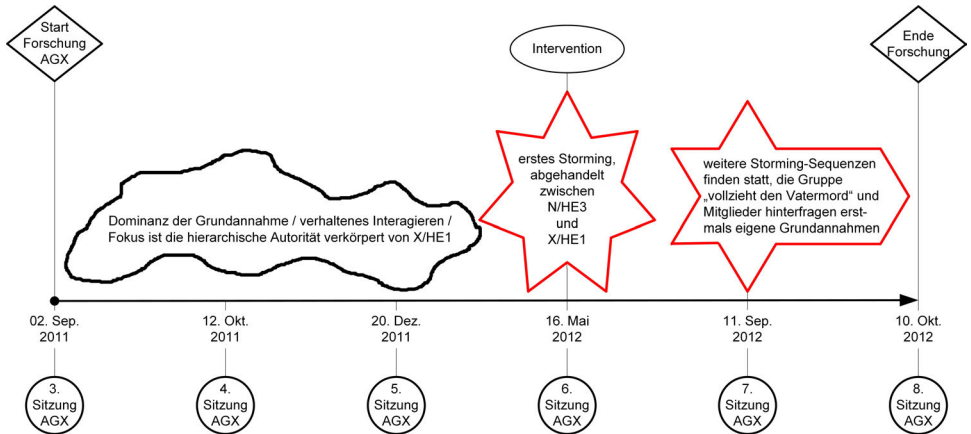 Start
Forschung
AGX
Intervention
Ende
Forschung
Dominanz der Grundannahme / verhaltenes Interagieren /
Fokus ist die hierarchische Autorität verkörpert von X/HE1
erstes Storming,
abgehandelt
zwischen
N/HE3
und
X/HE1
weitere Storming-Sequenzen
finden statt, die Gruppe
„vollzieht den Vatermord“ und
Mitglieder hinterfragen erst-
mals eigene Grundannahmen
02. Sep.
2011
12. Okt.
2011
20. Dez.
2011
16. Mai
2012
11. Sep.
2012
10. Okt.
2012
3.
Sitzung
AGX
4.
Sitzung
AGX
5.
Sitzung
AGX
6.
Sitzung
AGX
7.
Sitzung
AGX
8.
Sitzung
AGX